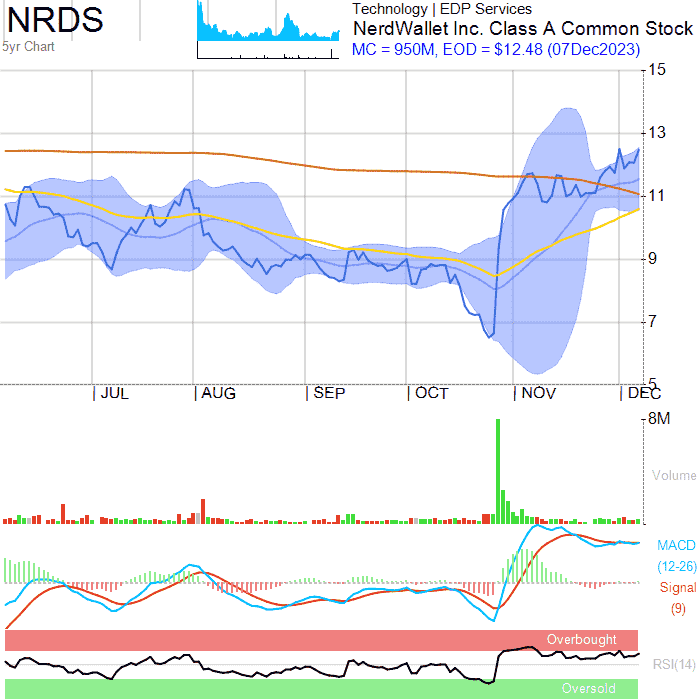 NRDS
5yr Chart
Technology | EDP Services
NerdWallet Inc. Class A Common Stock
MC = 950M, EOD = $12.48 (07Dec2023)
15
13
11
9
7
5
JUL
AUG
SEP
OCT
NOV
DEC
8M
Volume
MACD
(12-26)
Signal
(9)
Overbought
RSI(14)
Oversold